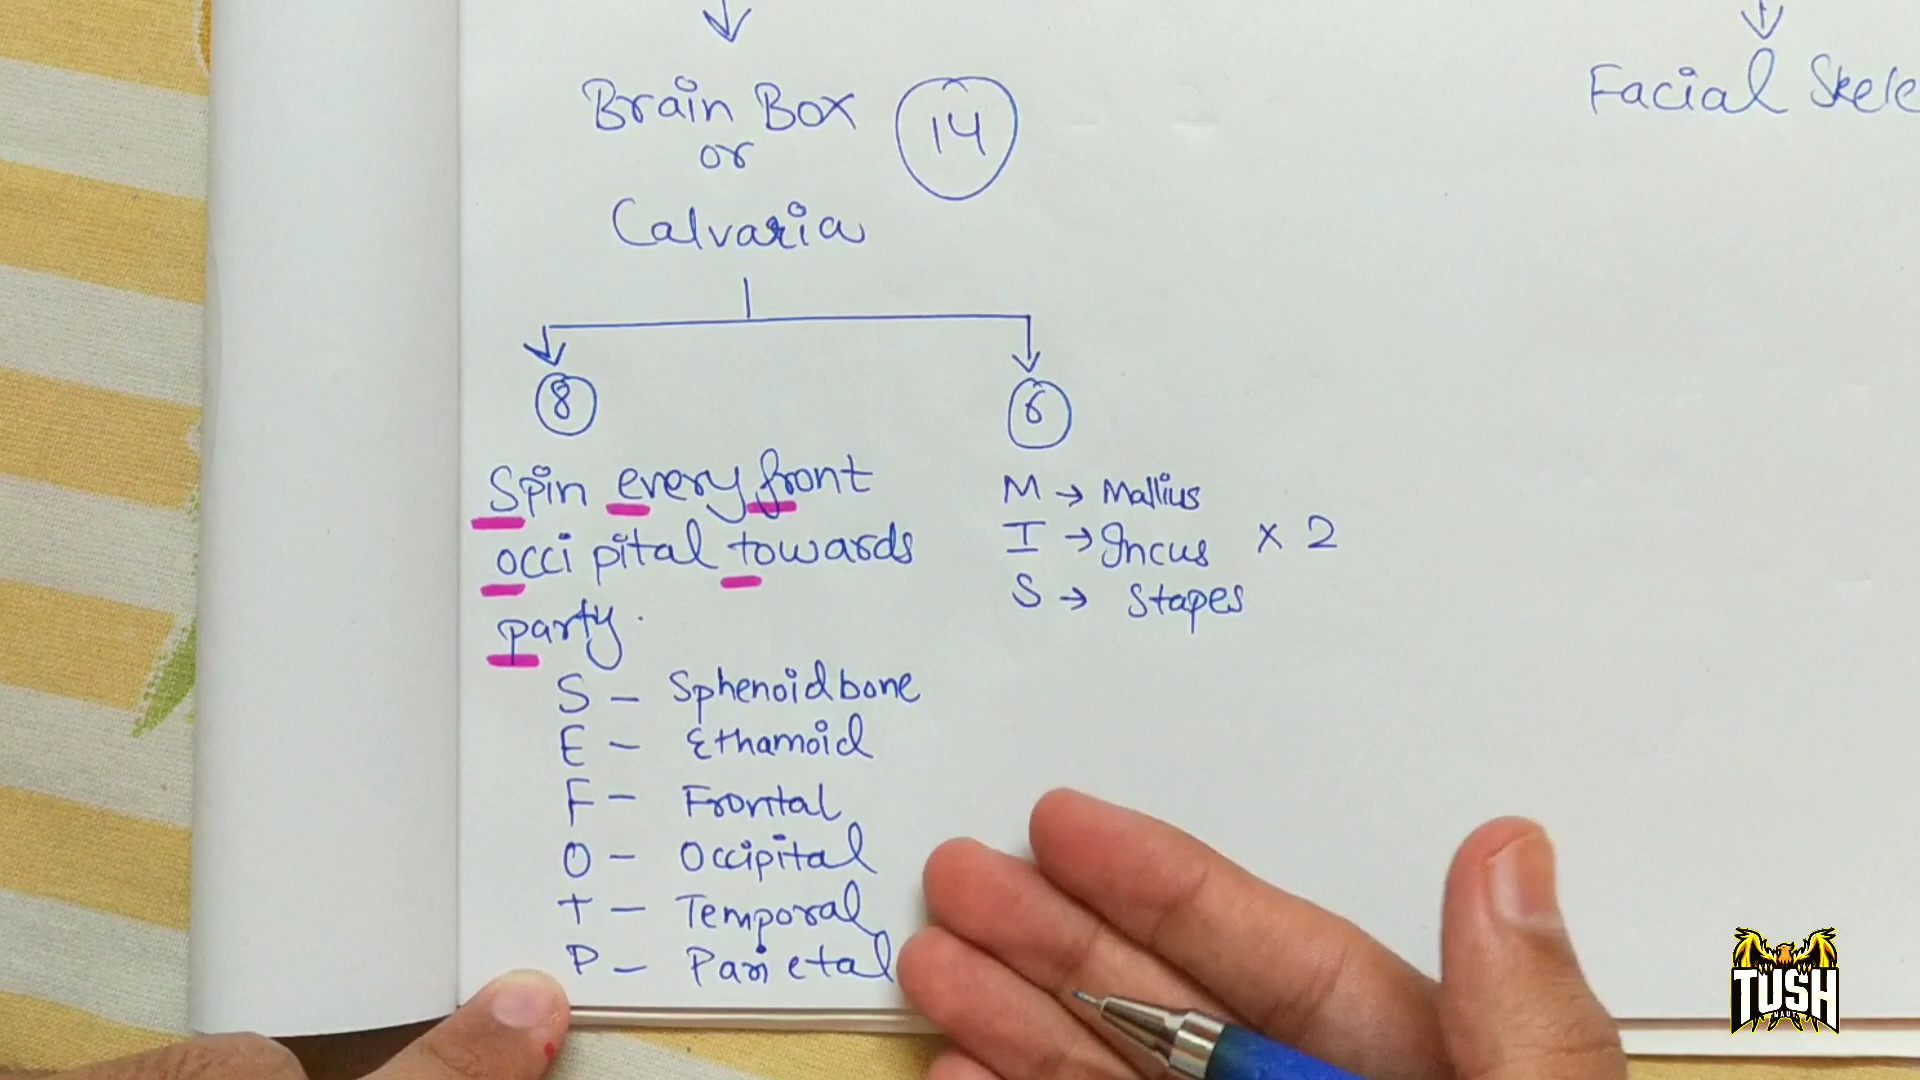 Brain Box
or
Calvaria
14
Facial Skele
8
6
Spin every front
occipital towards
party.
S - Sphenoid bone
E - Ethamoid
F - Frontal
O - Occipital
T - Temporal
P - Parietal
M → Mallius
I → Incus × 2
S → Stapes
TUSH
NAUT